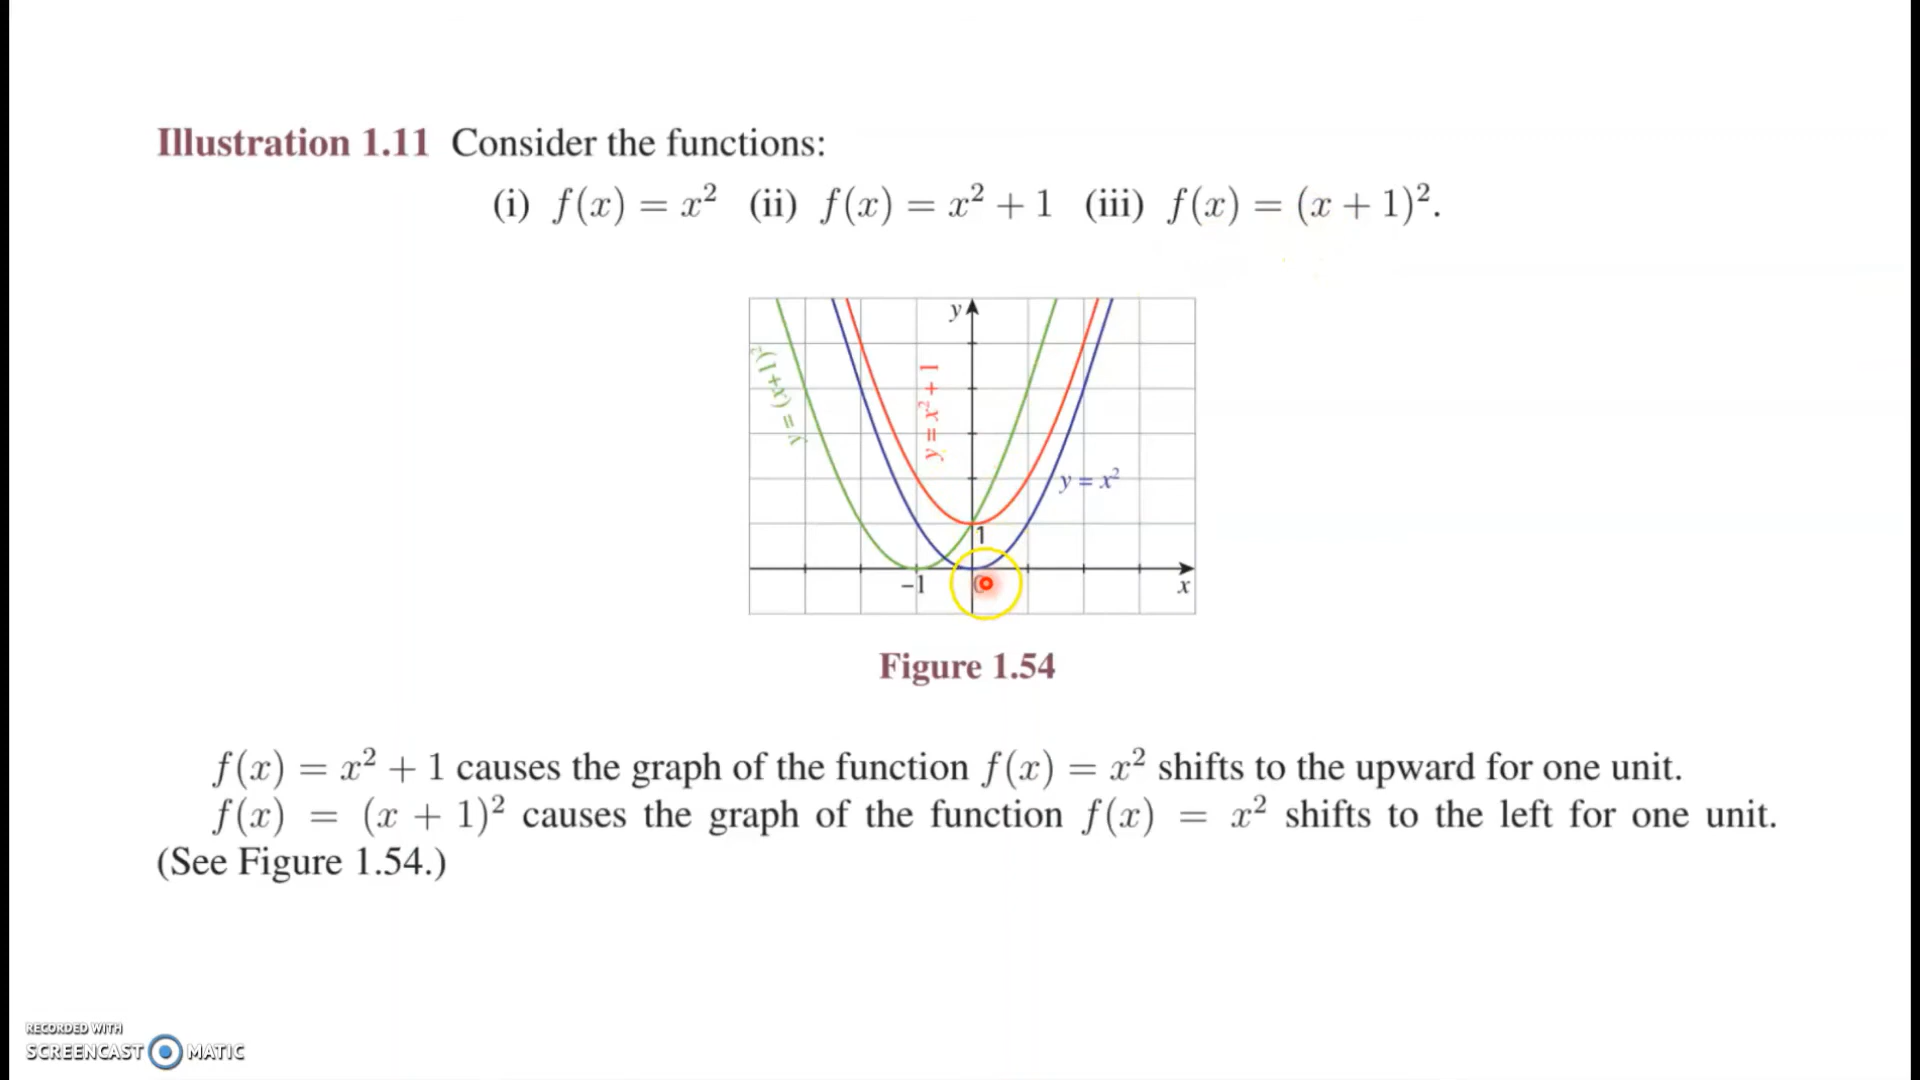 Illustration 1.11 Consider the functions:
(i) f(x) = x² (ii) f(x) = x² + 1 (iii) f(x) = (x + 1)².
y
y = (x+1)²
y = x² + 1
y = x²
1
−1
x
Figure 1.54
f(x) = x² + 1 causes the graph of the function f(x) = x² shifts to the upward for one unit.
f(x) = (x + 1)² causes the graph of the function f(x) = x² shifts to the left for one unit.
(See Figure 1.54.)
RECORDED WITH
SCREENCAST MATIC